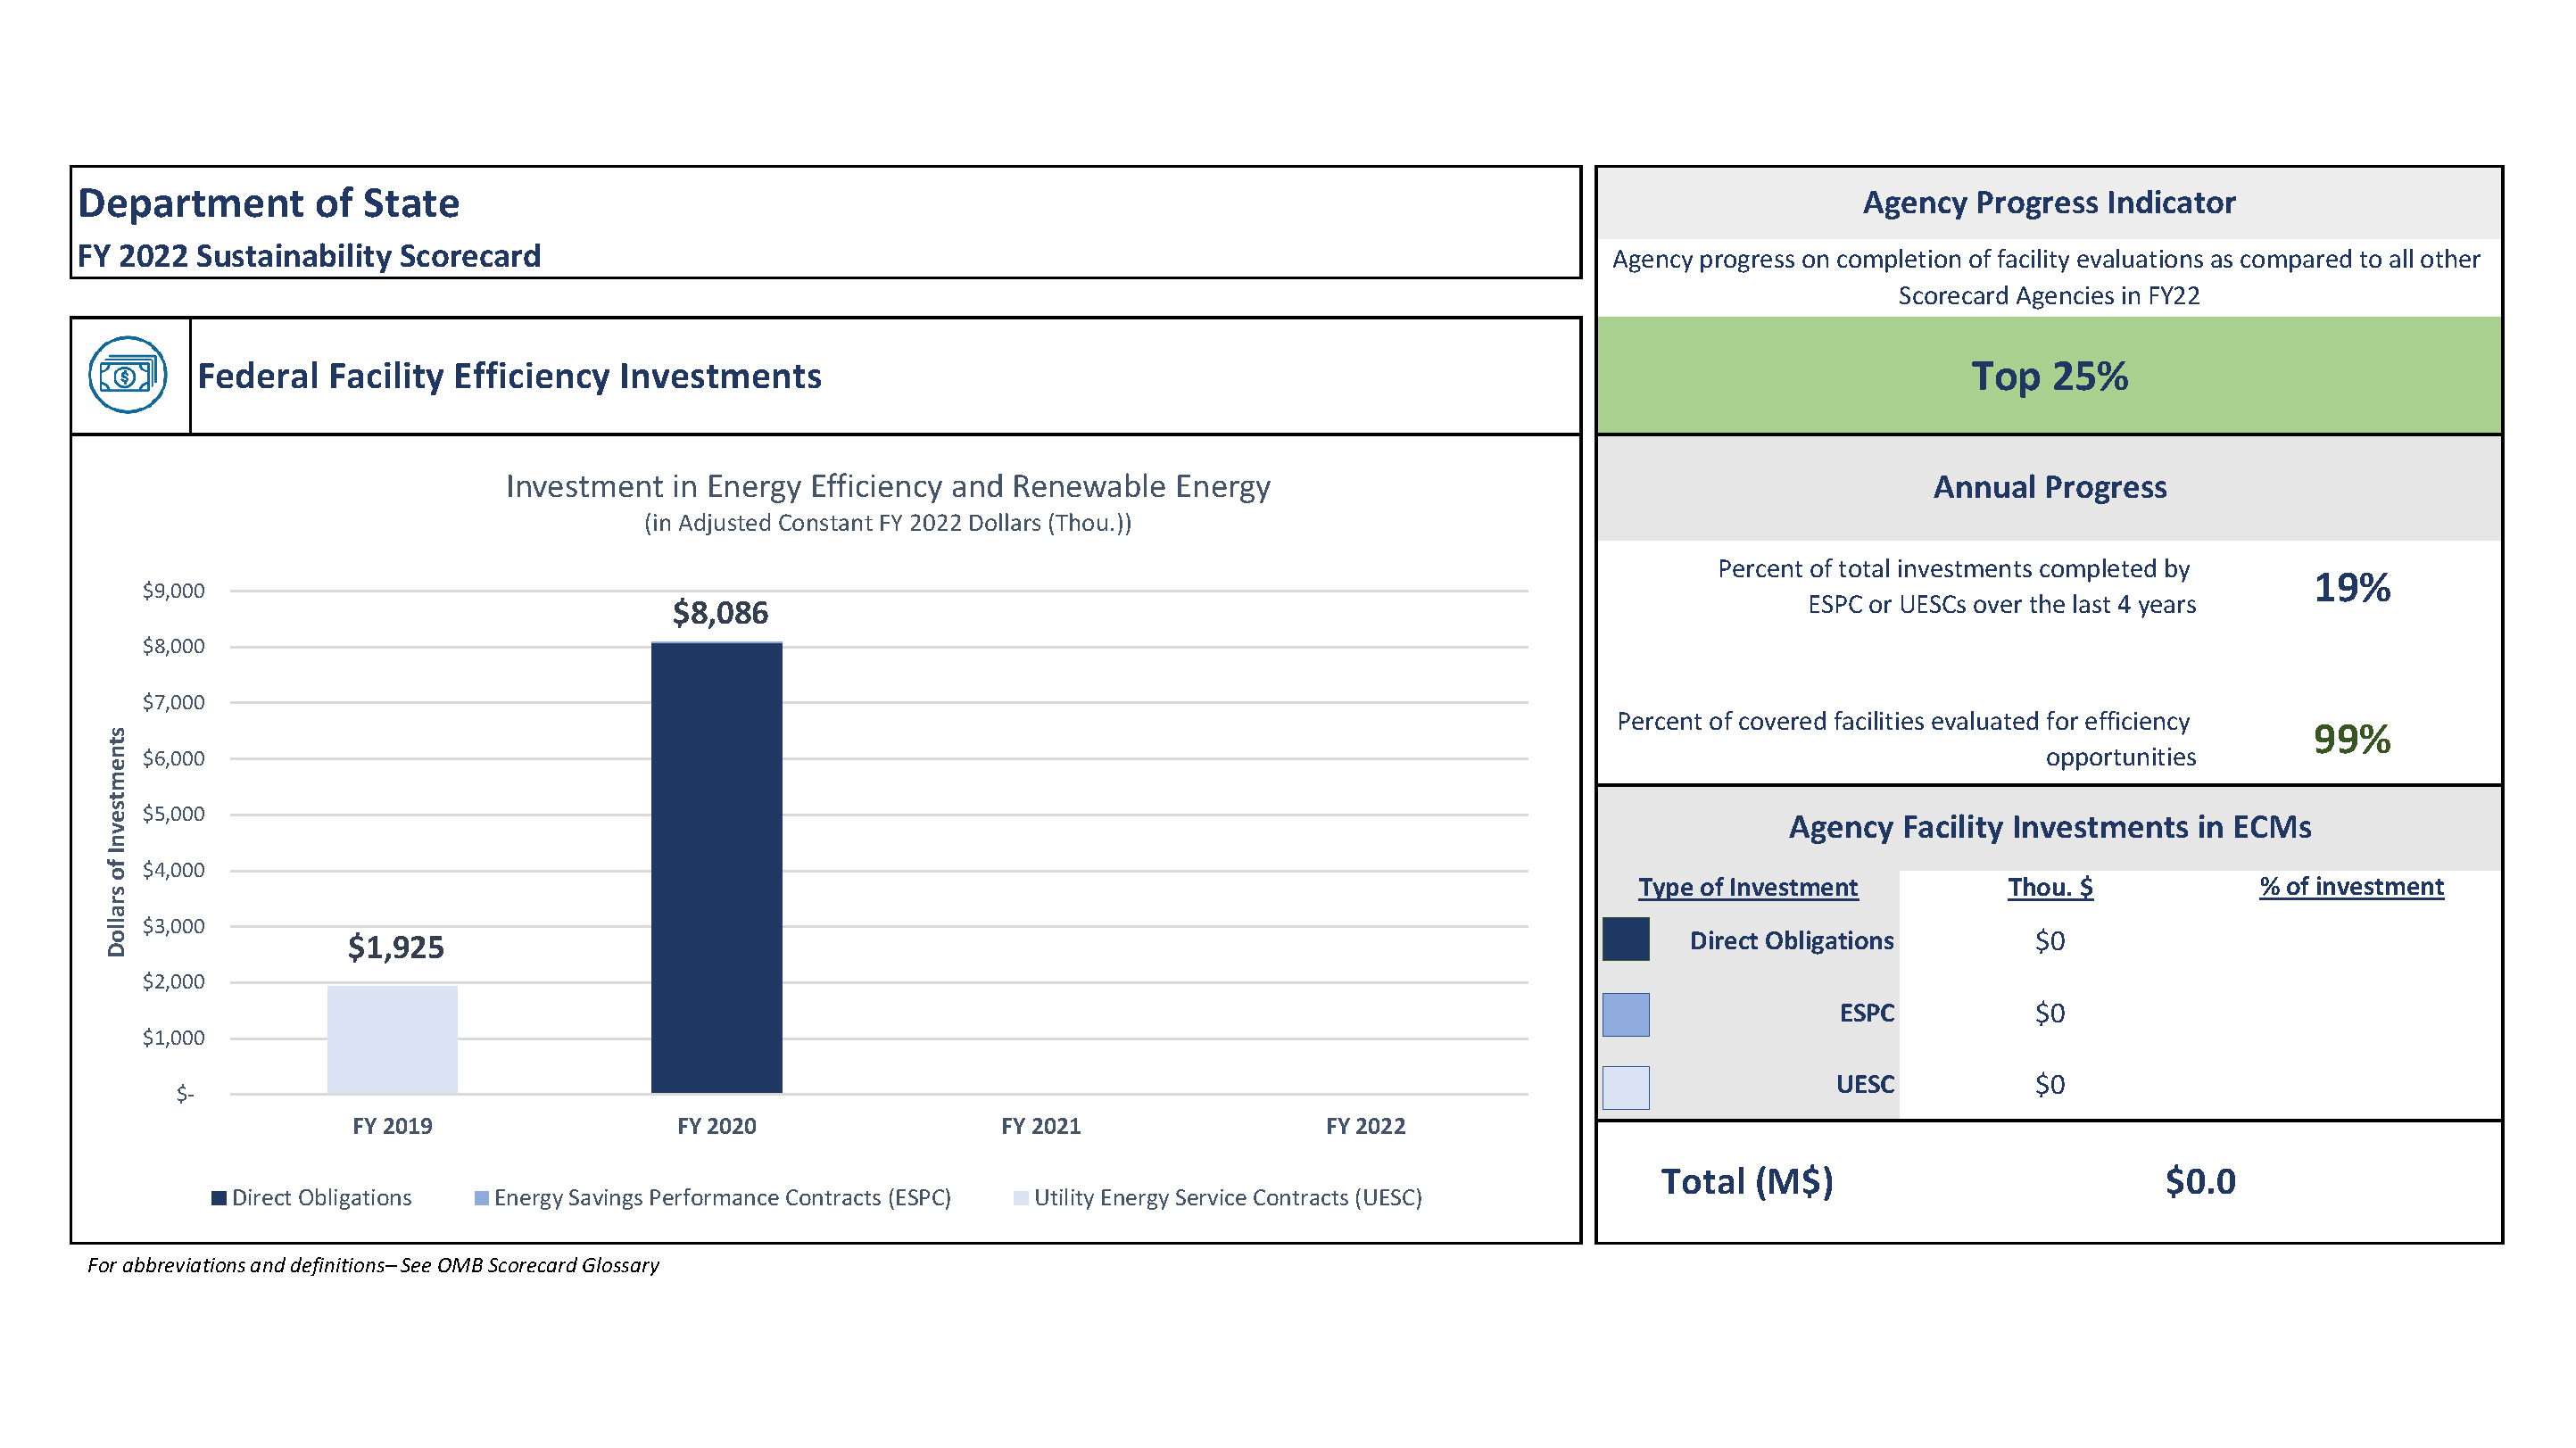 Department of State
FY 2022 Sustainability Scorecard
Federal Facility Efficiency Investments
Investment in Energy Efficiency and Renewable Energy
(in Adjusted Constant FY 2022 Dollars (Thou.))
Dollars of Investments
$9,000
$8,000
$7,000
$6,000
$5,000
$4,000
$3,000
$2,000
$1,000
$-
$1,925
$8,086
FY 2019
FY 2020
FY 2021
FY 2022
Direct Obligations
Energy Savings Performance Contracts (ESPC)
Utility Energy Service Contracts (UESC)
For abbreviations and definitions– See OMB Scorecard Glossary
Agency Progress Indicator
Agency progress on completion of facility evaluations as compared to all other
Scorecard Agencies in FY22
Top 25%
Annual Progress
Percent of total investments completed by
ESPC or UESCs over the last 4 years
19%
Percent of covered facilities evaluated for efficiency
opportunities
99%
Agency Facility Investments in ECMs
Type of Investment Thou. $ % of investment
Direct Obligations $0
ESPC $0
UESC $0
Total (M$) $0.0